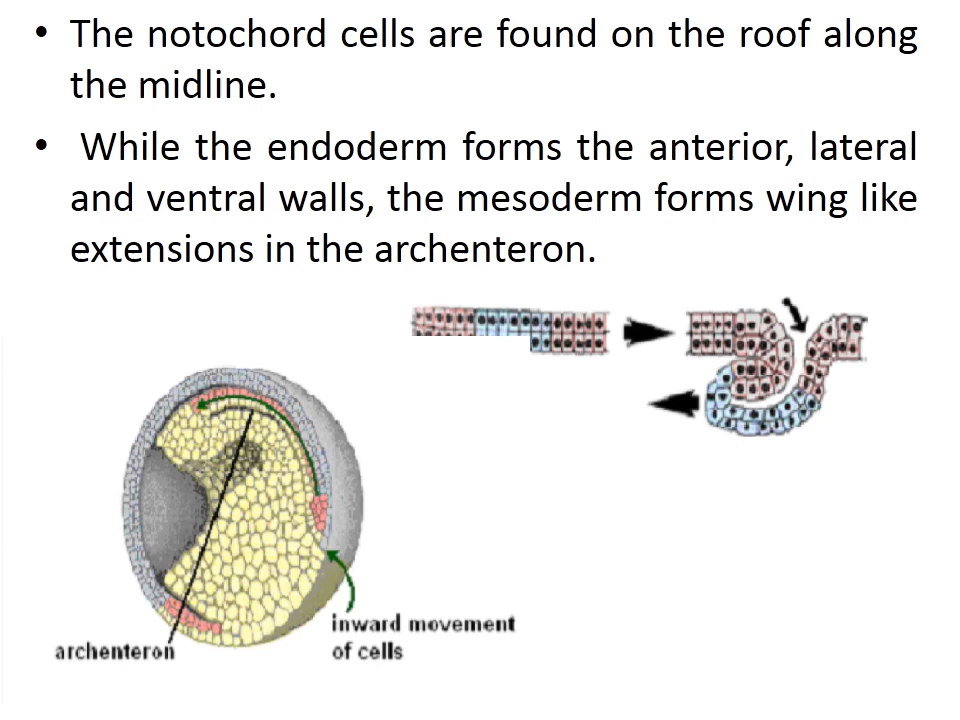 • The notochord cells are found on the roof along
the midline.
• While the endoderm forms the anterior, lateral
and ventral walls, the mesoderm forms wing like
extensions in the archenteron.
inward movement
of cells
archenteron